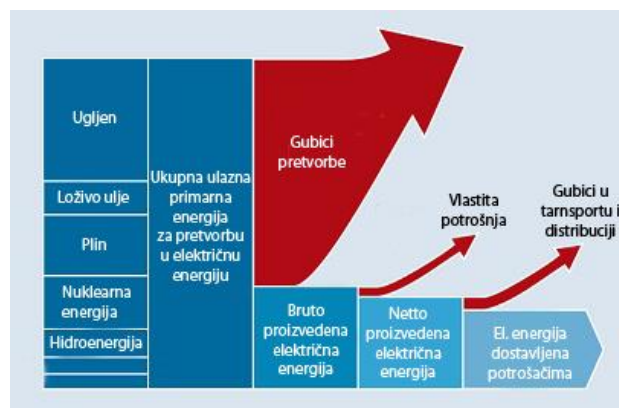 Ugljen
Loživo ulje
Plin
Nuklearna
energija
Hidroenergija
Ukupna ulazna
primarna
energija
za pretvorbu
u električnu
energiju
Gubici
pretvorbe
Bruto
proizvedena
električna
energija
Vlastita
potrošnja
Netto
proizvedena
električna
energija
Gubici u
tarnsportu i
distribuciji
El. energija
dostavljena
potrošačima